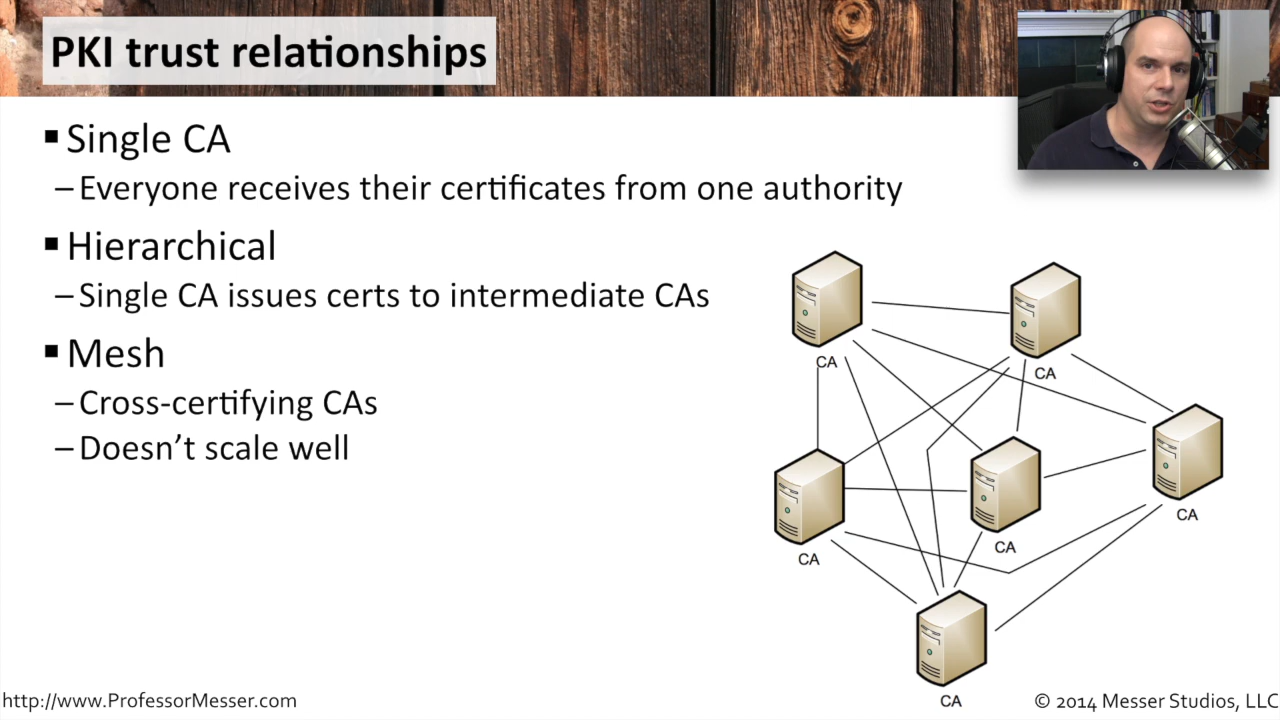 PKI trust relationships
▪ Single CA
– Everyone receives their certificates from one authority
▪ Hierarchical
– Single CA issues certs to intermediate CAs
▪ Mesh
– Cross-certifying CAs
– Doesn’t scale well
CA
CA
CA
CA
CA
CA
http://www.ProfessorMesser.com
© 2014 Messer Studios, LLC